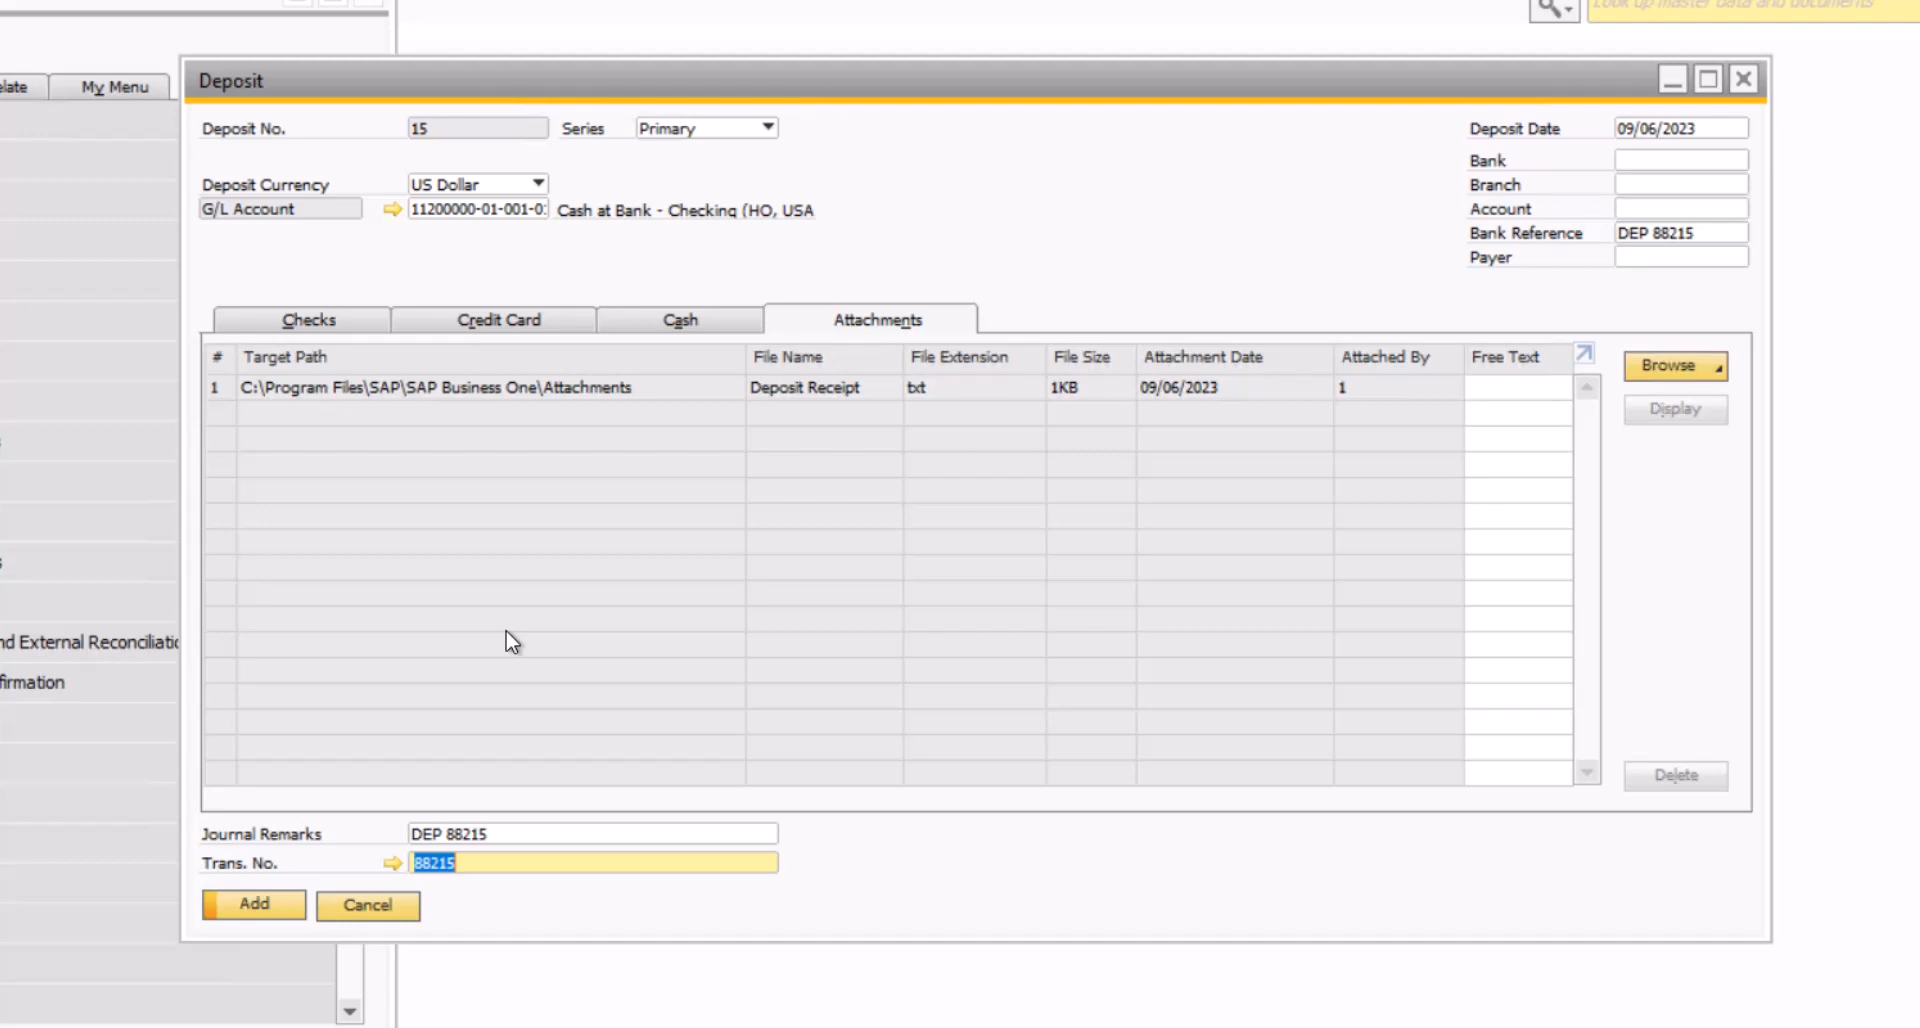 Look up master data and documents
elate
My Menu
Deposit
Deposit No.
15
Series
Primary
Deposit Date
09/06/2023
Bank
Deposit Currency
US Dollar
Branch
G/L Account
11200000-01-001-0
Cash at Bank - Checking (HO, USA
Account
Bank Reference
DEP 88215
Payer
Checks
Credit Card
Cash
Attachments
# Target Path File Name File Extension File Size Attachment Date Attached By Free Text
Browse
1 C:\Program Files\SAP\SAP Business One\Attachments Deposit Receipt txt 1KB 09/06/2023 1
Display
s
s
nd External Reconciliatio
firmation
Delete
Journal Remarks
DEP 88215
Trans. No.
88215
Add
Cancel